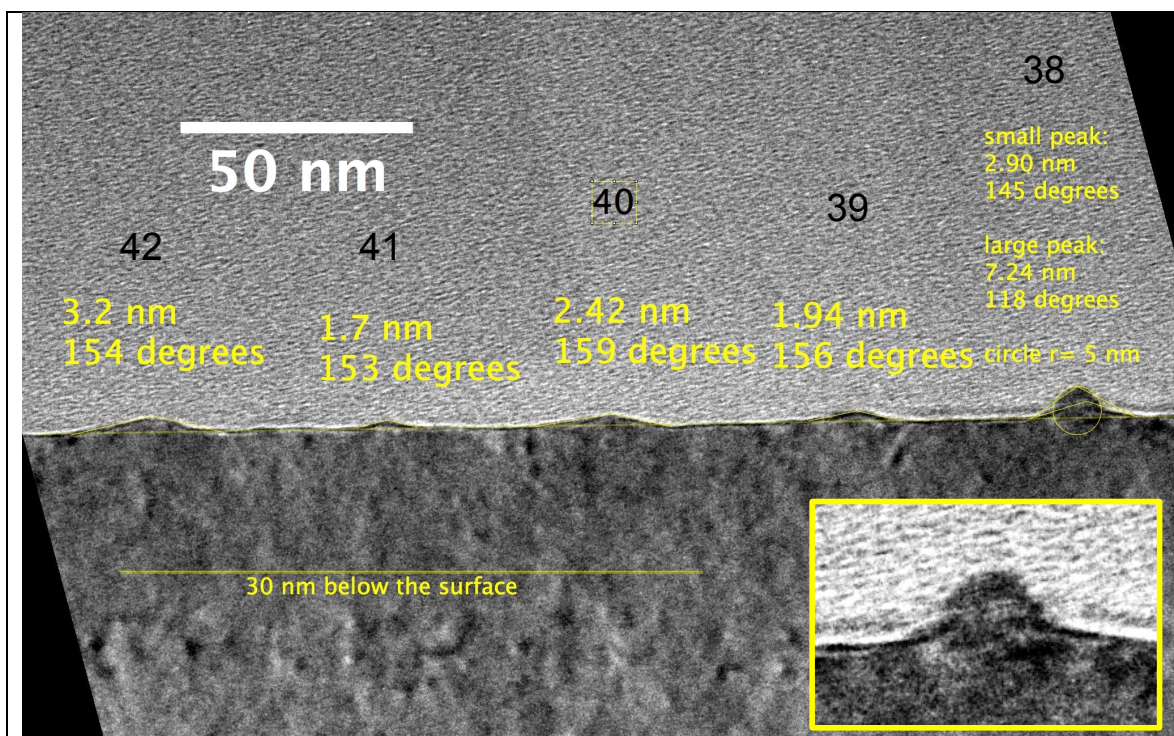 38
small peak:
2.90 nm
145 degrees
large peak:
7.24 nm
118 degrees
circle r= 5 nm
50 nm
40
39
42
41
3.2 nm
154 degrees
1.7 nm
153 degrees
2.42 nm
159 degrees
1.94 nm
156 degrees
30 nm below the surface